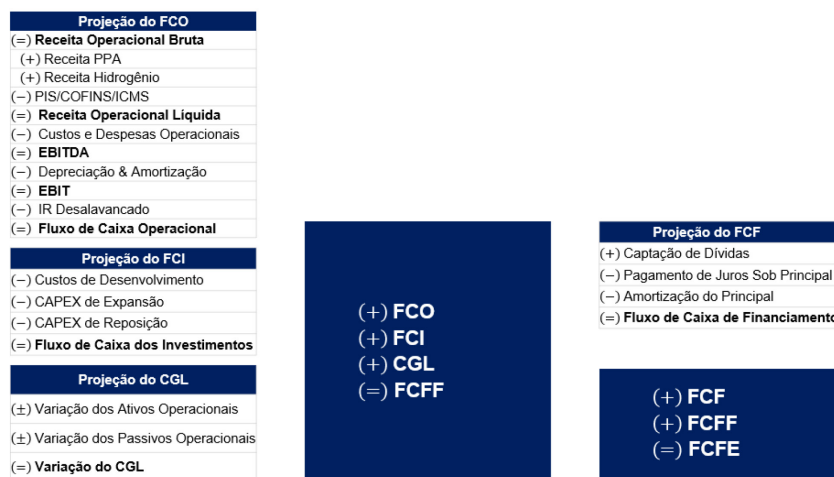 Projeção do FCO
(=) Receita Operacional Bruta
(+) Receita PPA
(+) Receita Hidrogênio
(−) PIS/COFINS/ICMS
(=) Receita Operacional Líquida
(−) Custos e Despesas Operacionais
(=) EBITDA
(−) Depreciação & Amortização
(=) EBIT
(−) IR Desalavancado
(=) Fluxo de Caixa Operacional
Projeção do FCI
(−) Custos de Desenvolvimento
(−) CAPEX de Expansão
(−) CAPEX de Reposição
(=) Fluxo de Caixa dos Investimentos
Projeção do CGL
(±) Variação dos Ativos Operacionais
(±) Variação dos Passivos Operacionais
(=) Variação do CGL
(+) FCO
(+) FCI
(+) CGL
(=) FCFF
Projeção do FCF
(+) Captação de Dívidas
(−) Pagamento de Juros Sob Principal
(−) Amortização do Principal
(=) Fluxo de Caixa de Financiamento
(+) FCF
(+) FCFF
(=) FCFE